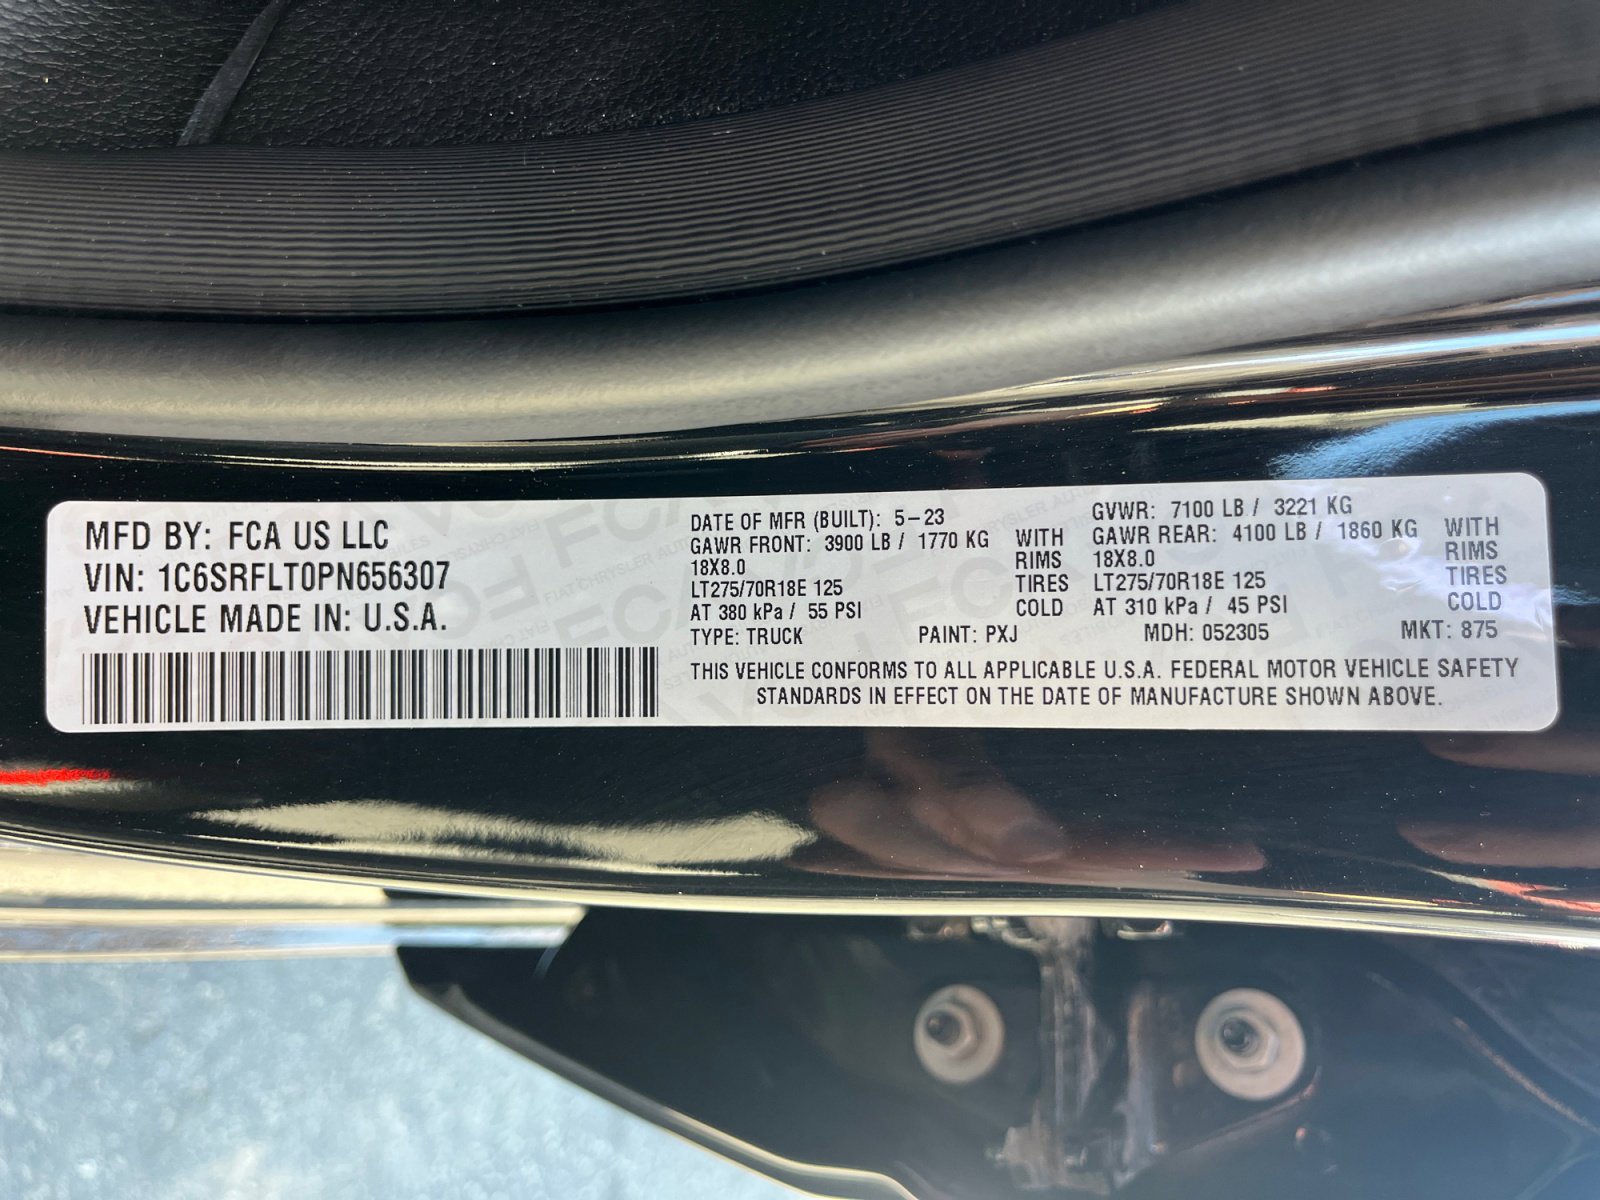 MFD BY: FCA US LLC
VIN: 1C6SRFLT0PN656307
VEHICLE MADE IN: U.S.A.
DATE OF MFR (BUILT): 5-23
GAWR FRONT: 3900 LB / 1770 KG WITH
18X8.0 RIMS
LT275/70R18E 125 TIRES
AT 380 kPa / 55 PSI COLD
GVWR: 7100 LB / 3221 KG
GAWR REAR: 4100 LB / 1860 KG WITH
18X8.0 RIMS
LT275/70R18E 125 TIRES
AT 310 kPa / 45 PSI COLD
TYPE: TRUCK PAINT: PXJ MDH: 052305 MKT: 875
THIS VEHICLE CONFORMS TO ALL APPLICABLE U.S.A. FEDERAL MOTOR VEHICLE SAFETY
STANDARDS IN EFFECT ON THE DATE OF MANUFACTURE SHOWN ABOVE.